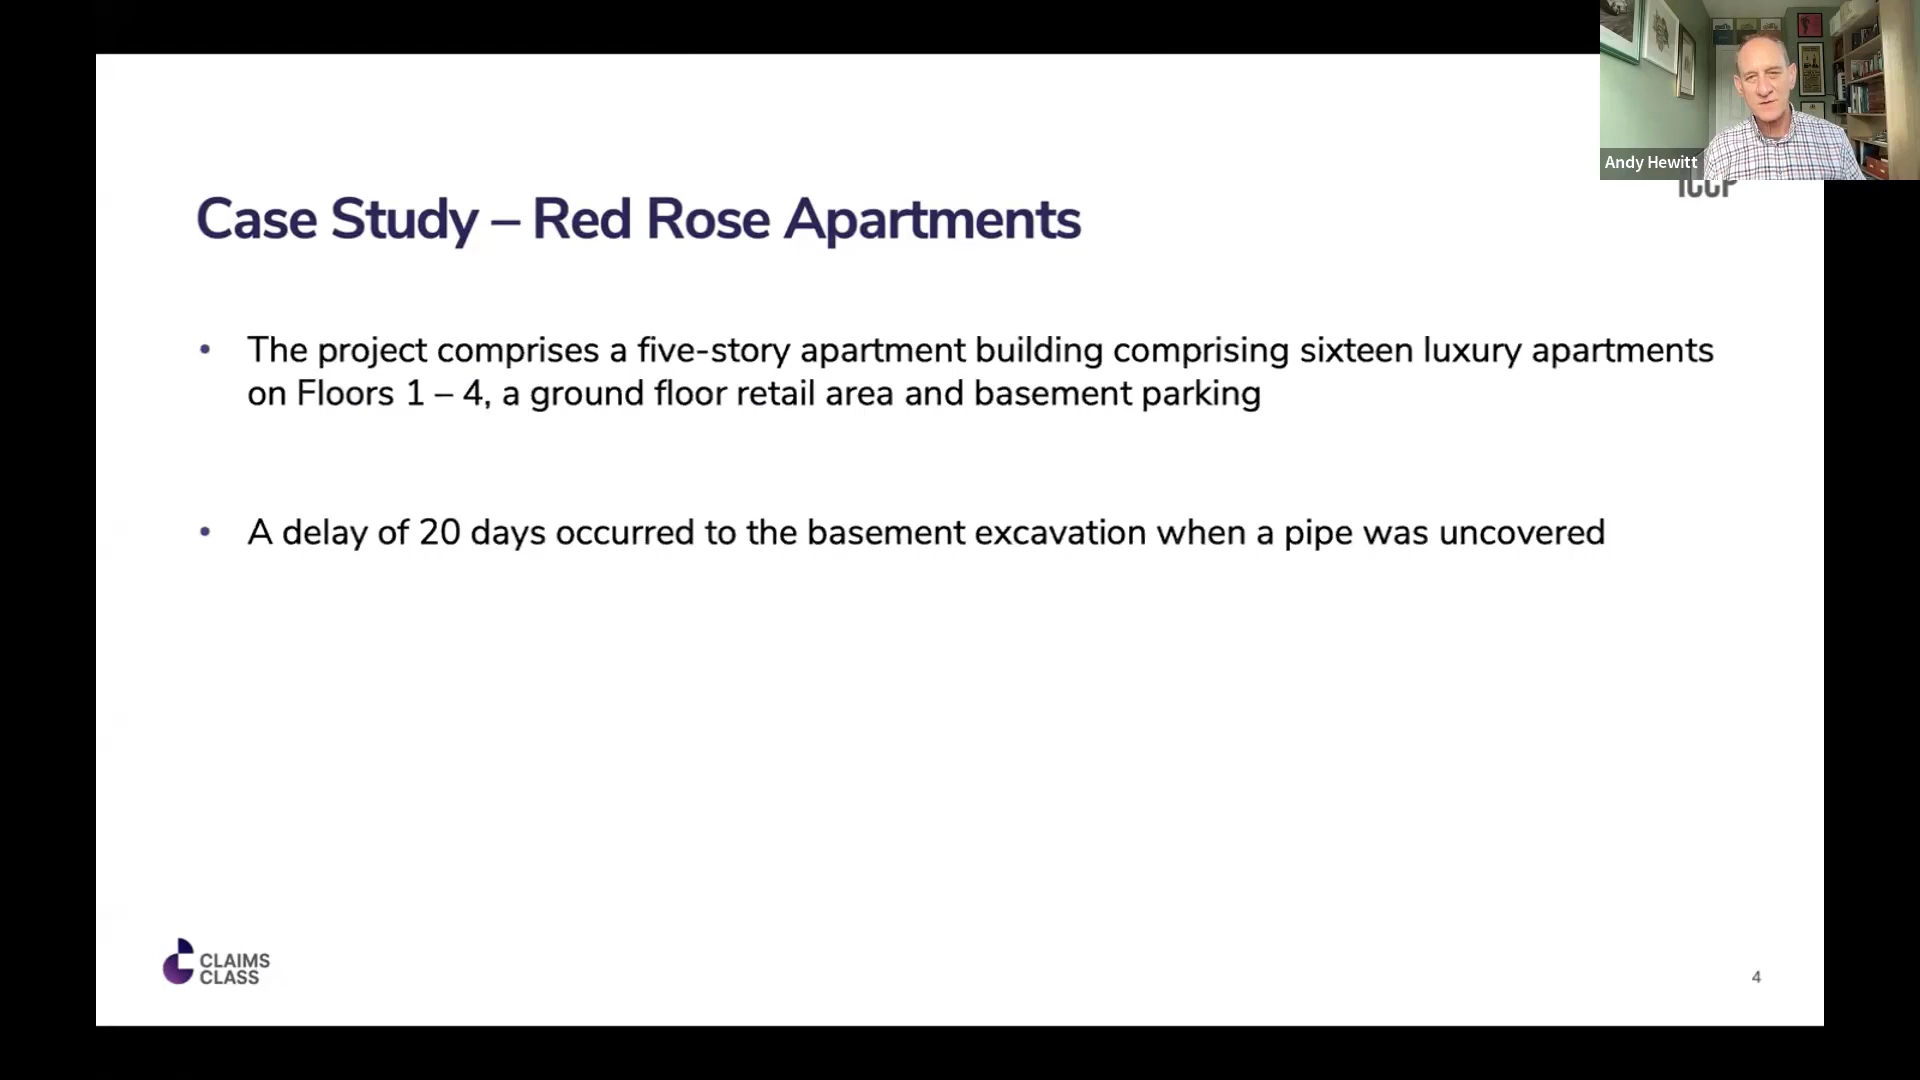 Andy Hewitt
Case Study – Red Rose Apartments
• The project comprises a five-story apartment building comprising sixteen luxury apartments
on Floors 1 – 4, a ground floor retail area and basement parking
• A delay of 20 days occurred to the basement excavation when a pipe was uncovered
CLAIMS
CLASS
4